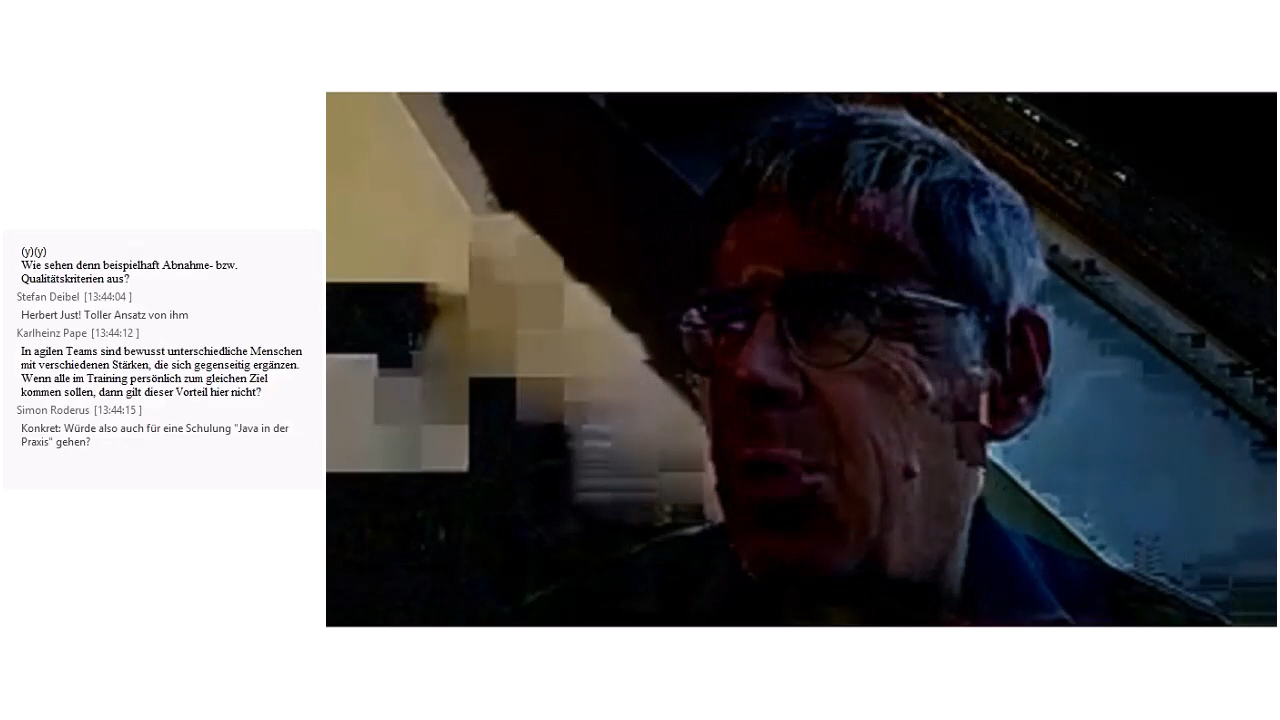 (y)(y)
Wie sehen denn beispielhaft Abnahme- bzw.
Qualitätskriterien aus?
Stefan Deibel [13:44:04 ]
Herbert Just! Toller Ansatz von ihm
Karlheinz Pape [13:44:12 ]
In agilen Teams sind bewusst unterschiedliche Menschen
mit verschiedenen Stärken, die sich gegenseitig ergänzen.
Wenn alle im Training persönlich zum gleichen Ziel
kommen sollen, dann gilt dieser Vorteil hier nicht?
Simon Roderus [13:44:15 ]
Konkret: Würde also auch für eine Schulung "Java in der
Praxis" gehen?